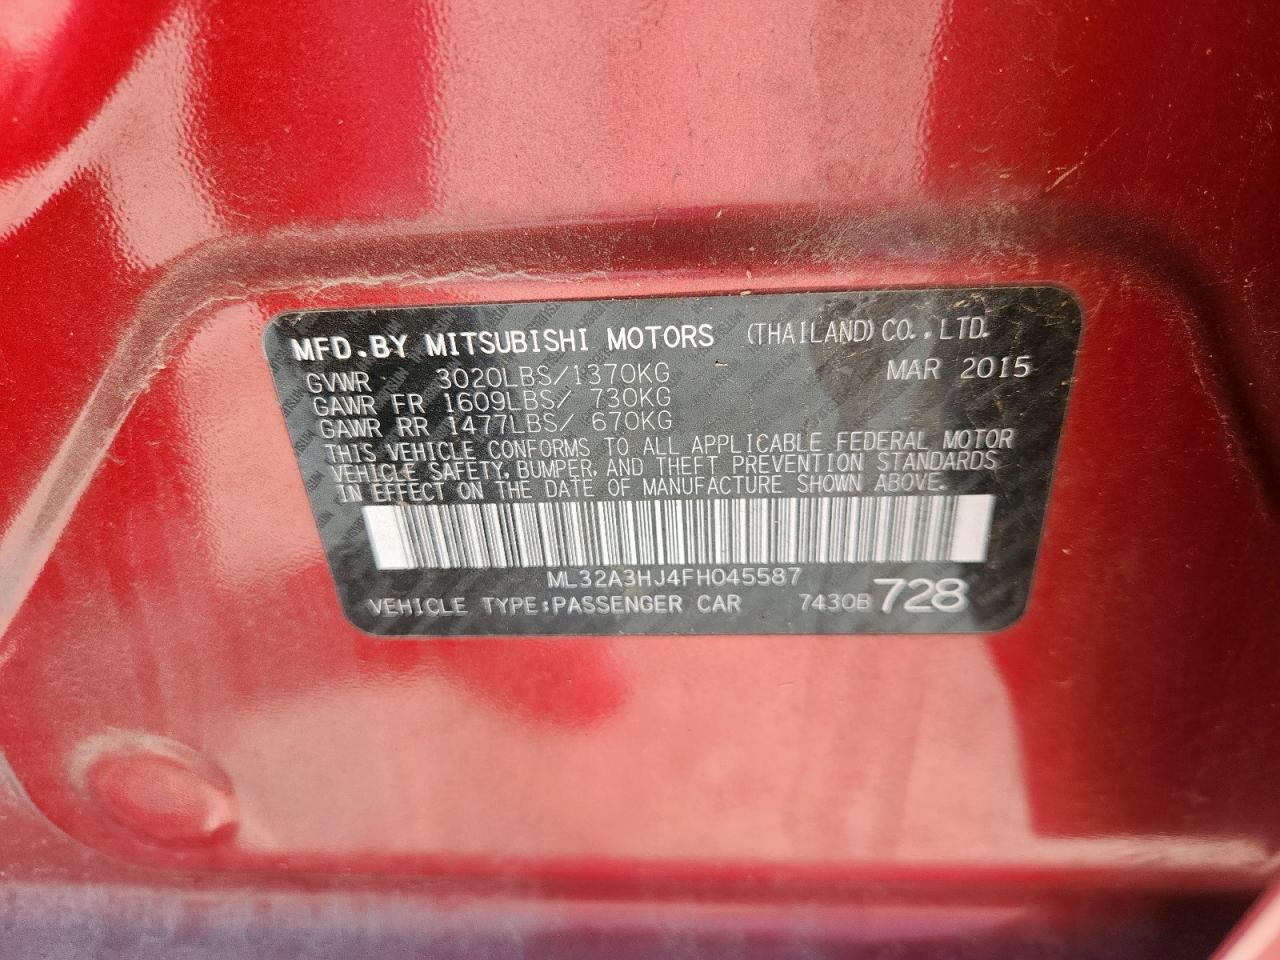 MFD.BY MITSUBISHI MOTORS (THAILAND) CO., LTD.
GVWR 3020LBS/1370KG MAR 2015
GAWR FR 1609LBS/ 730KG
GAWR RR 1477LBS/ 670KG
THIS VEHICLE CONFORMS TO ALL APPLICABLE FEDERAL MOTOR
VEHICLE SAFETY, BUMPER, AND THEFT PREVENTION STANDARDS
IN EFFECT ON THE DATE OF MANUFACTURE SHOWN ABOVE.
ML32A3HJ4FH045587
VEHICLE TYPE:PASSENGER CAR 7430B 728